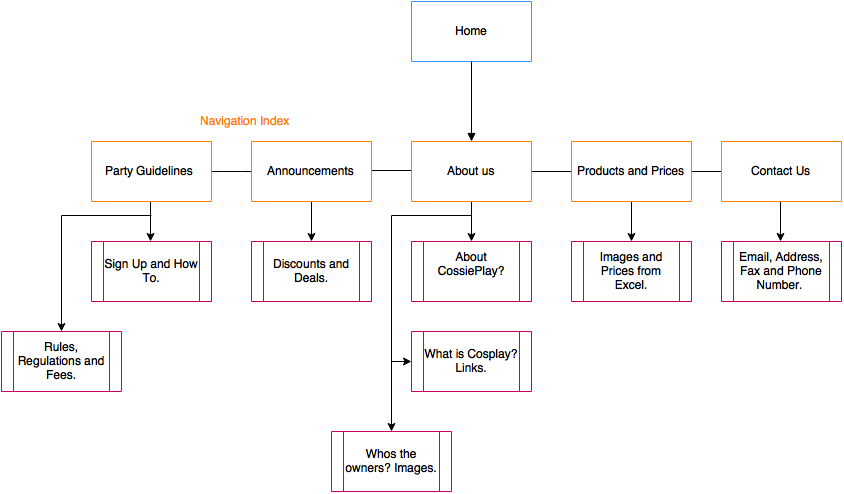 Home
Navigation Index
Party Guidelines
Announcements
About us
Products and Prices
Contact Us
Sign Up and How
To.
Discounts and
Deals.
About
CossiePlay?
Images and
Prices from
Excel.
Email, Address,
Fax and Phone
Number.
Rules,
Regulations and
Fees.
What is Cosplay?
Links.
Whos the
owners? Images.